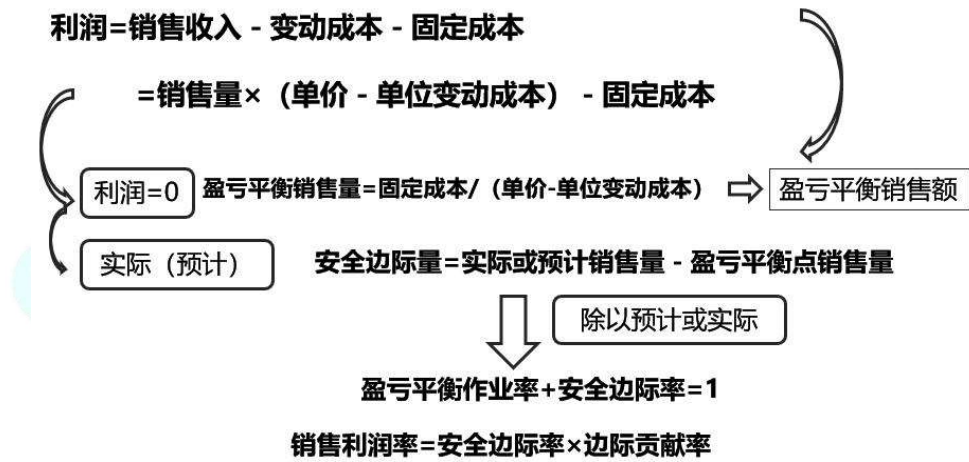 利润=销售收入 - 变动成本 - 固定成本
=销售量×（单价 - 单位变动成本） - 固定成本
利润=0 盈亏平衡销售量=固定成本/（单价-单位变动成本） 盈亏平衡销售额
实际（预计） 安全边际量=实际或预计销售量 - 盈亏平衡点销售量
除以预计或实际
盈亏平衡作业率+安全边际率=1
销售利润率=安全边际率×边际贡献率